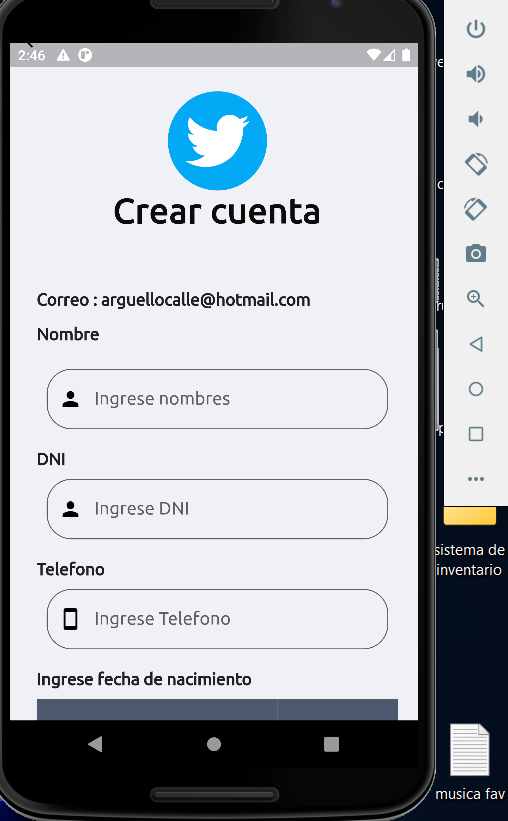 2:46
Crear cuenta
Correo : arguellocalle@hotmail.com
Nombre
Ingrese nombres
DNI
Ingrese DNI
Telefono
Ingrese Telefono
Ingrese fecha de nacimiento
sistema de
inventario
musica fav